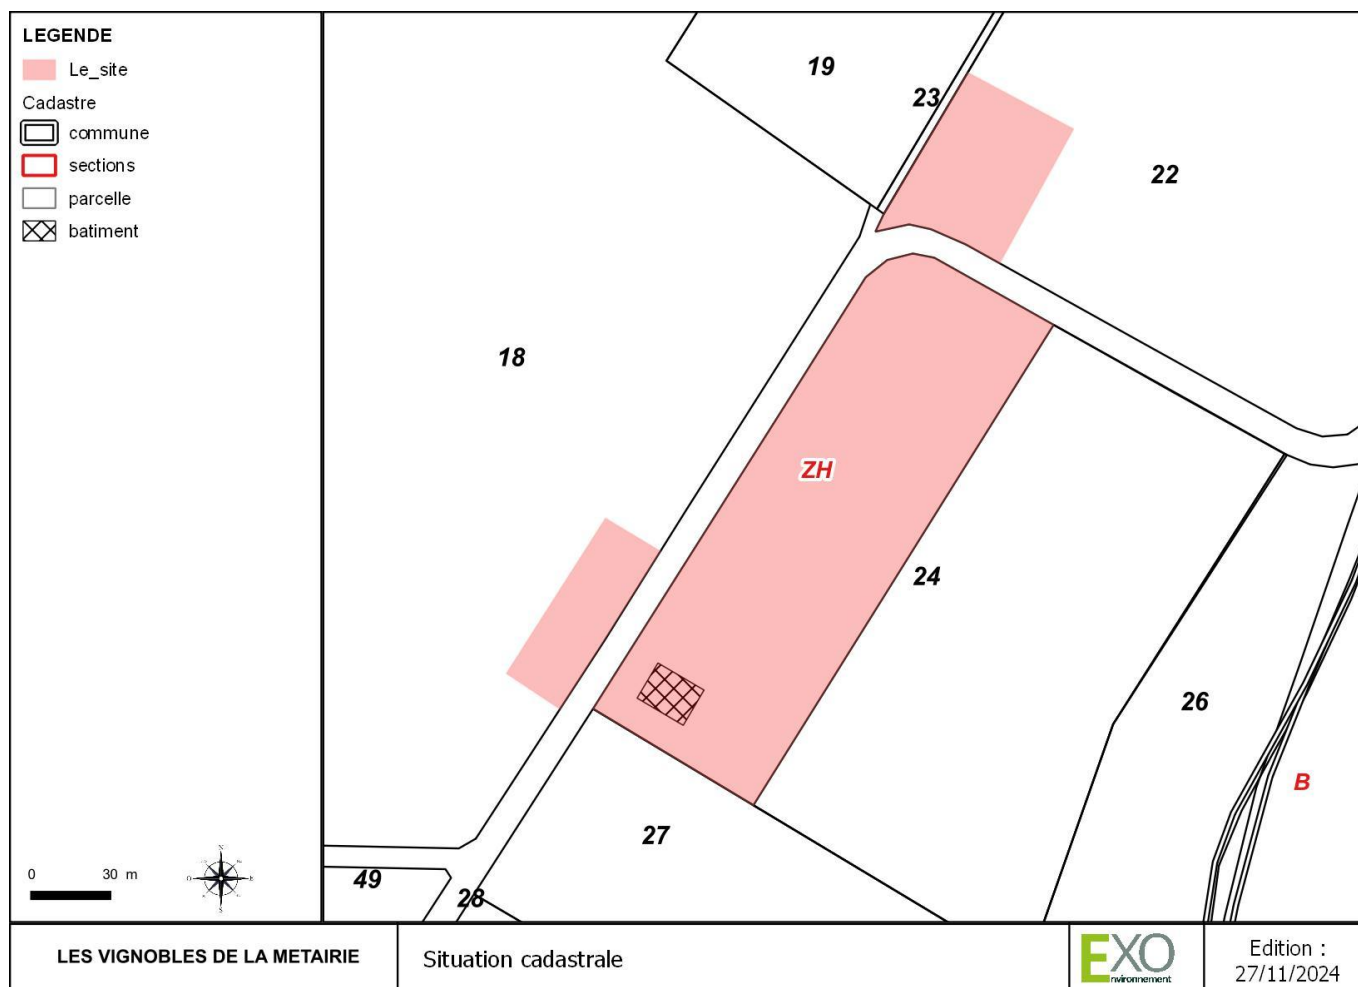 LEGENDE
Le_site
Cadastre
commune
sections
parcelle
batiment
0 30 m
N
O
E
S
19
23
22
18
ZH
24
26
B
27
49
28
LES VIGNOBLES DE LA METAIRIE
Situation cadastrale
EXO
nvironnement
Edition :
27/11/2024